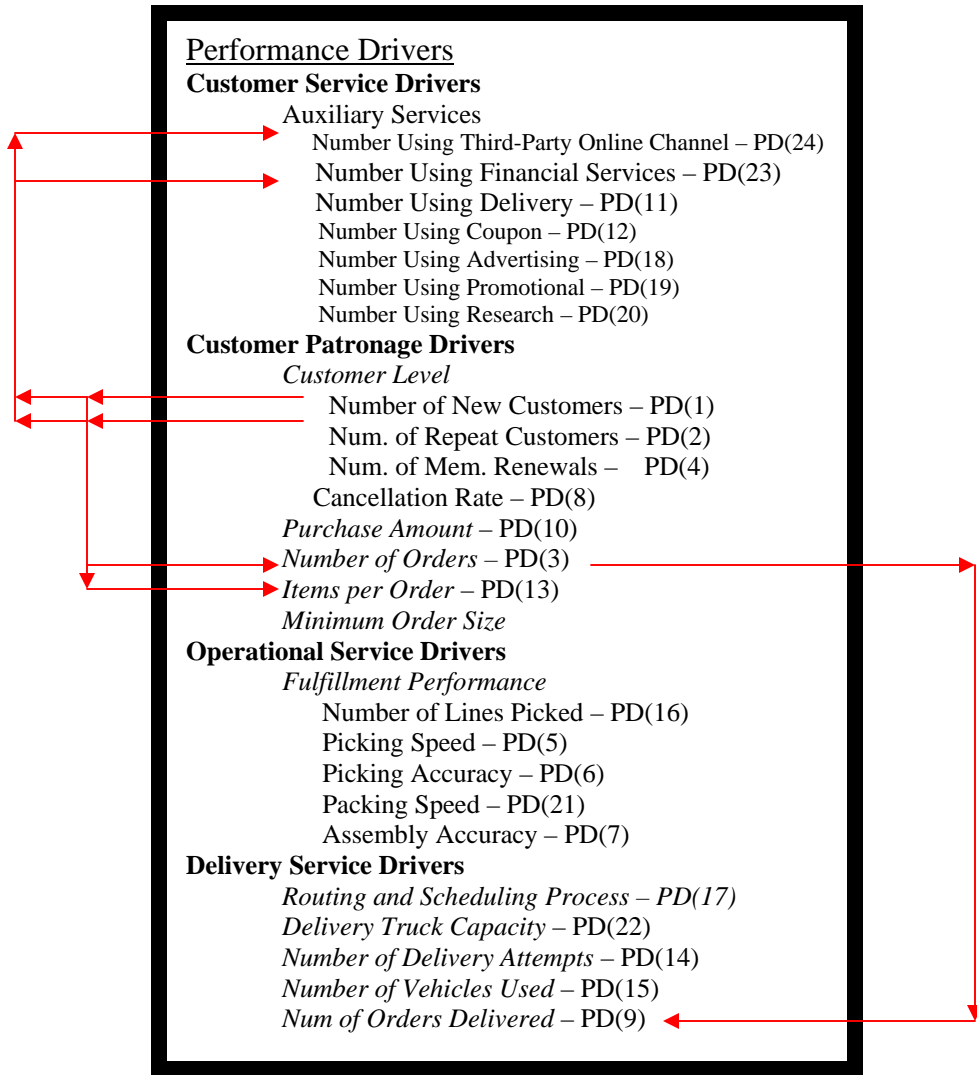 Performance Drivers
Customer Service Drivers
Auxiliary Services
Number Using Third-Party Online Channel – PD(24)
Number Using Financial Services – PD(23)
Number Using Delivery – PD(11)
Number Using Coupon – PD(12)
Number Using Advertising – PD(18)
Number Using Promotional – PD(19)
Number Using Research – PD(20)
Customer Patronage Drivers
Customer Level
Number of New Customers – PD(1)
Num. of Repeat Customers – PD(2)
Num. of Mem. Renewals – PD(4)
Cancellation Rate – PD(8)
Purchase Amount – PD(10)
Number of Orders – PD(3)
Items per Order – PD(13)
Minimum Order Size
Operational Service Drivers
Fulfillment Performance
Number of Lines Picked – PD(16)
Picking Speed – PD(5)
Picking Accuracy – PD(6)
Packing Speed – PD(21)
Assembly Accuracy – PD(7)
Delivery Service Drivers
Routing and Scheduling Process – PD(17)
Delivery Truck Capacity – PD(22)
Number of Delivery Attempts – PD(14)
Number of Vehicles Used – PD(15)
Num of Orders Delivered – PD(9)